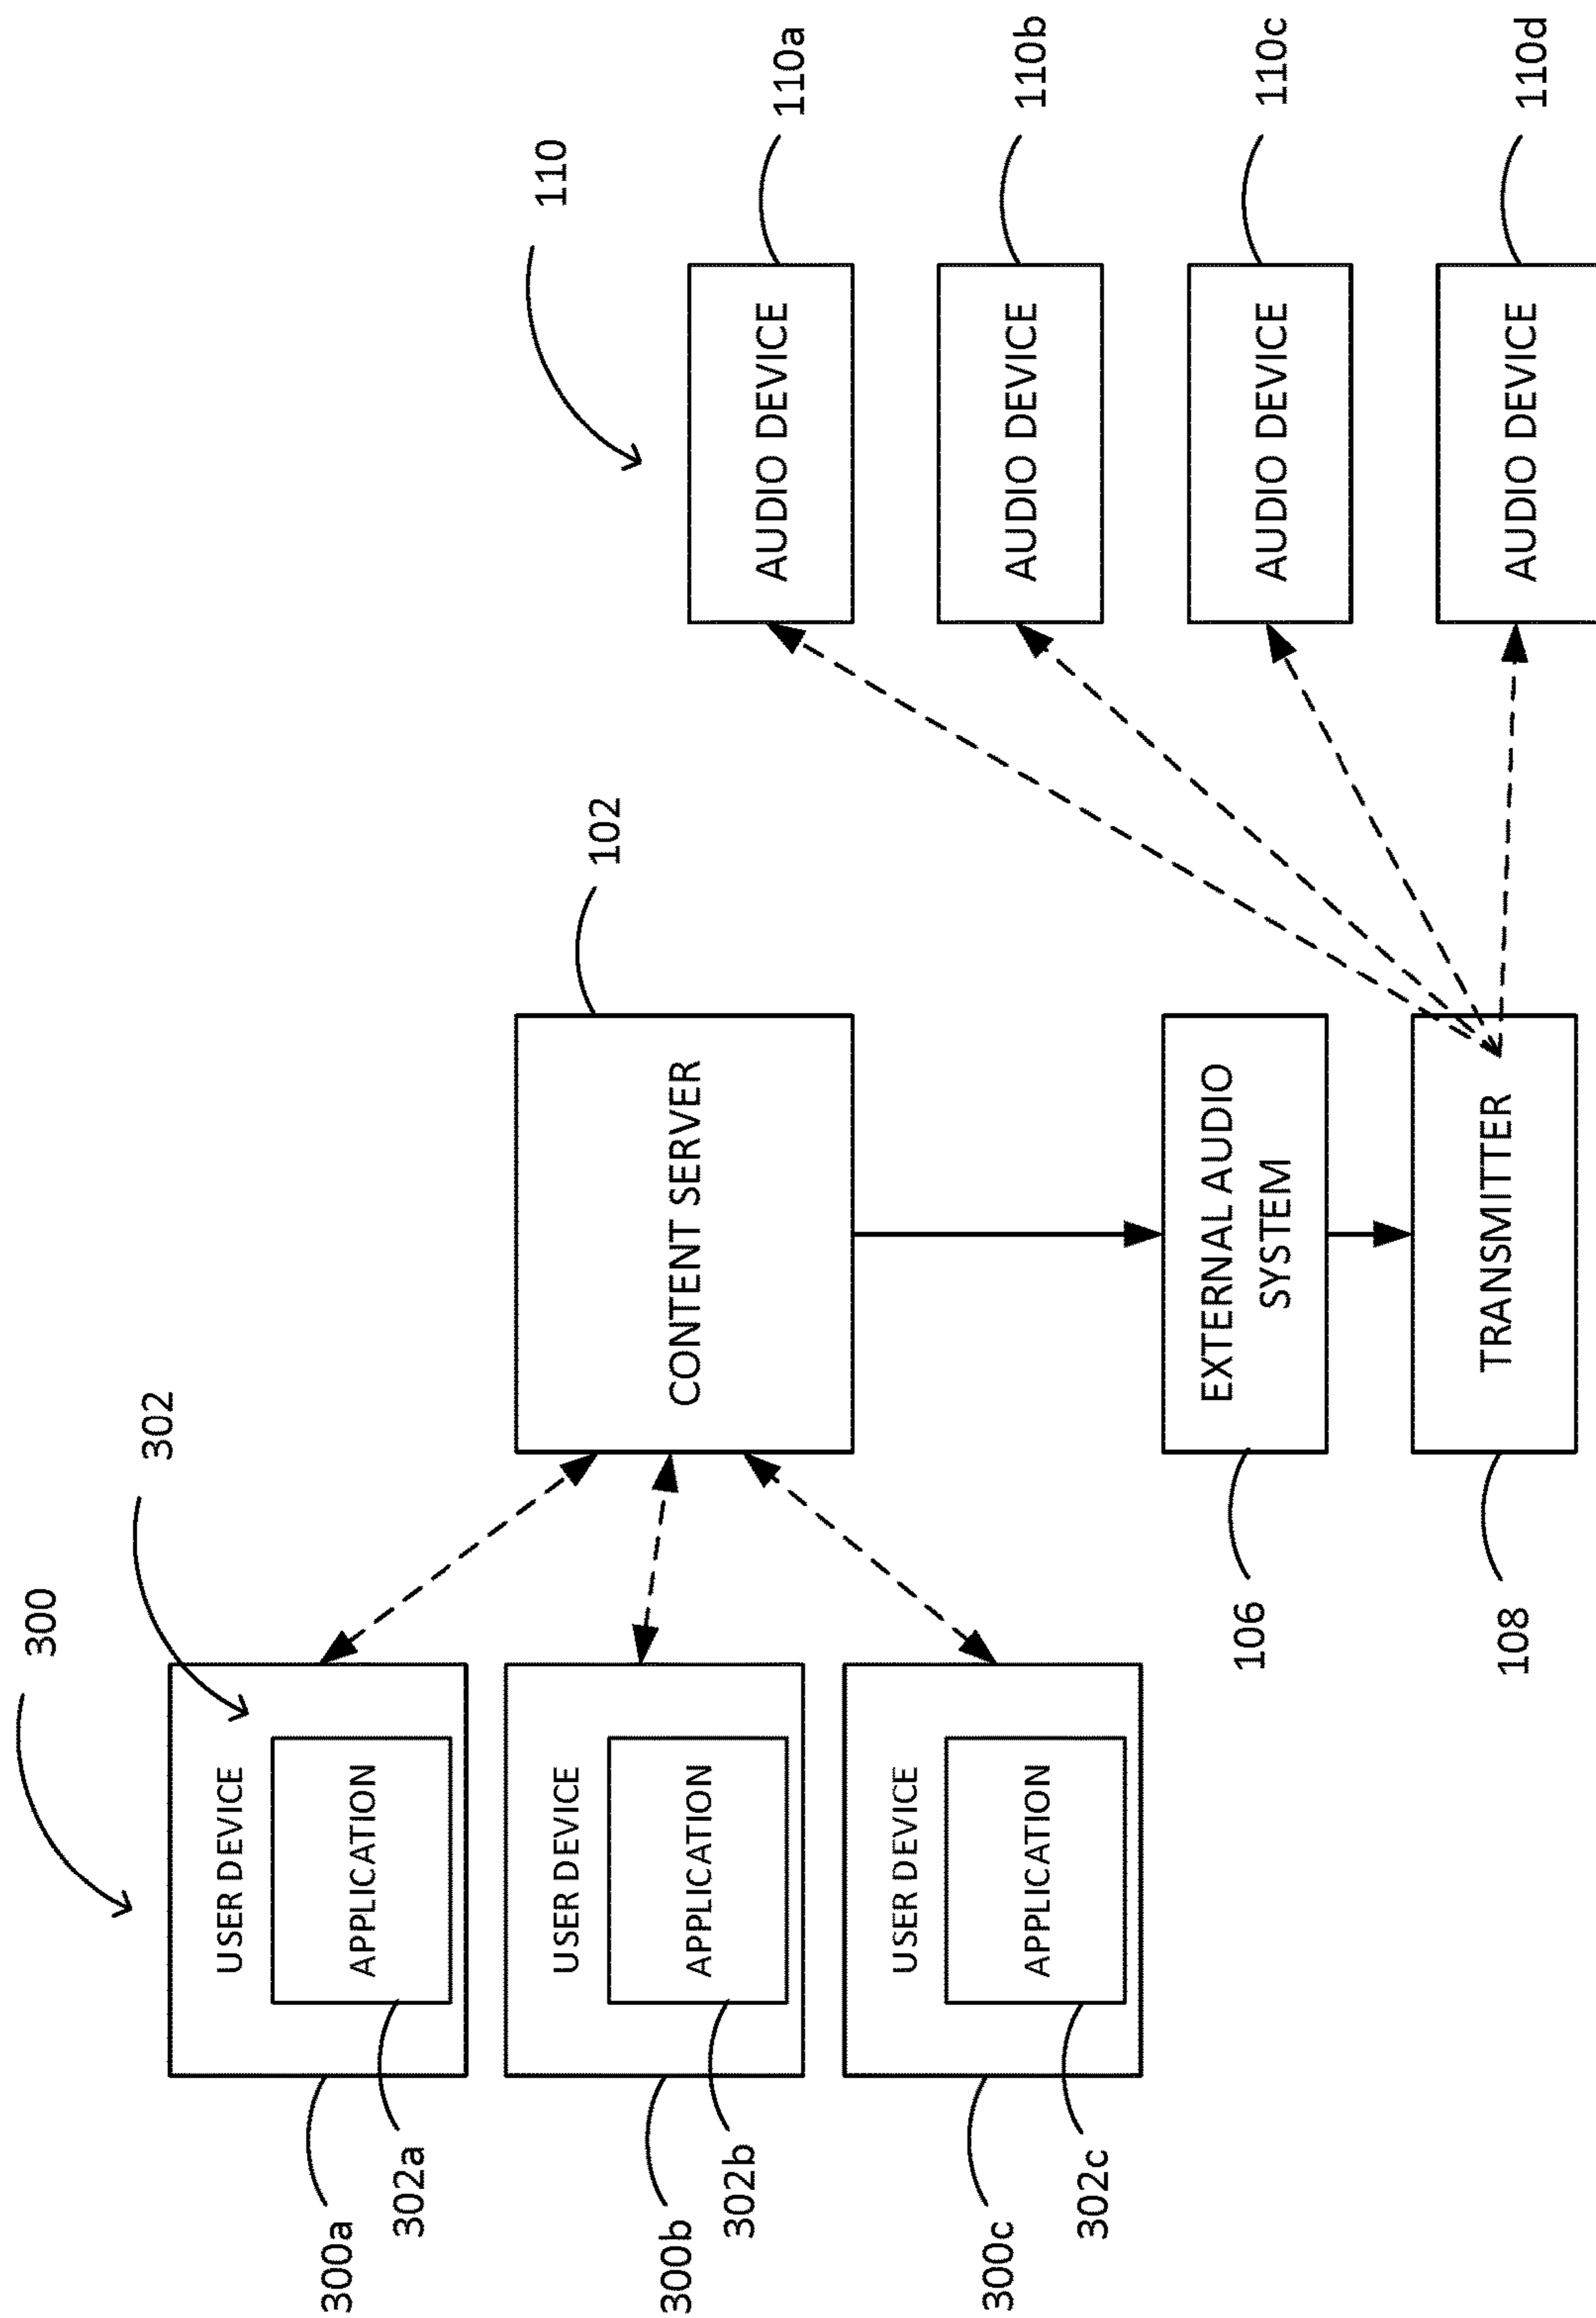 300
302
USER DEVICE
APPLICATION
300a
302a
USER DEVICE
APPLICATION
300b
302b
USER DEVICE
APPLICATION
300c
302c
CONTENT SERVER
102
EXTERNAL AUDIO
SYSTEM
106
TRANSMITTER
108
110
AUDIO DEVICE
110a
AUDIO DEVICE
110b
AUDIO DEVICE
110c
AUDIO DEVICE
110d